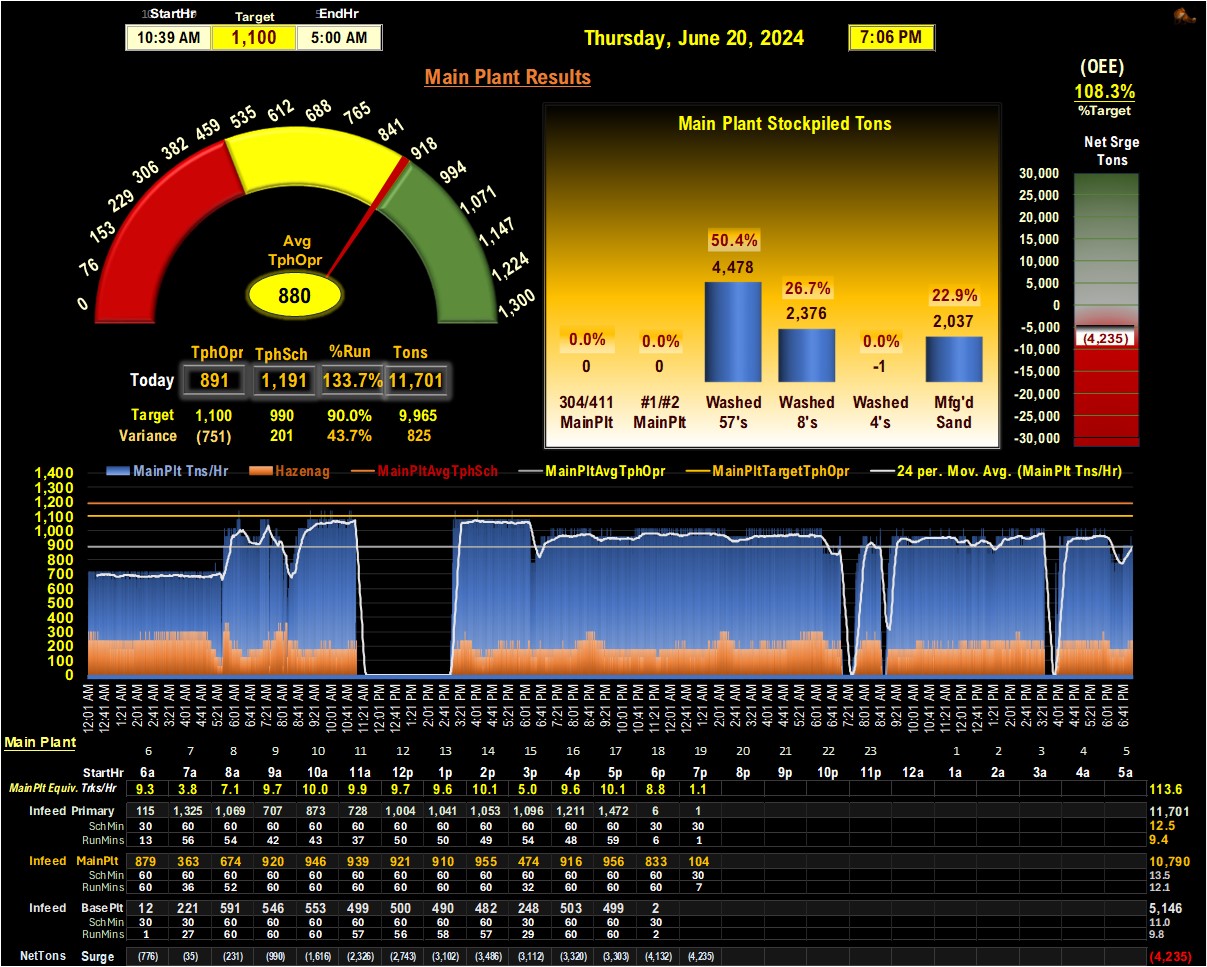 StartHr Target EndHr
10:39 AM 1,100 5:00 AM
Thursday, June 20, 2024 7:06 PM
Main Plant Results
(OEE)
108.3%
%Target
Net Srge
Tons
0 76 153 229 306 382 459 535 612 688 765 841 918 994 1,071 1,147 1,224 1,300
Avg
TphOpr
880
TphOpr TphSch %Run Tons
Today 891 1,191 133.7% 11,701
Target 1,100 990 90.0% 9,965
Variance (751) 201 43.7% 825
Main Plant Stockpiled Tons
0.0% 0.0% 50.4% 26.7% 0.0% 22.9%
0 0 4,478 2,376 -1 2,037
304/411 #1/#2 Washed Washed Washed Mfg'd
MainPlt MainPlt 57's 8's 4's Sand
30,000
25,000
20,000
15,000
10,000
5,000
0
-5,000
(4,235)
-10,000
-15,000
-20,000
-25,000
-30,000
MainPlt Tns/Hr Hazenag MainPltAvgTphSch MainPltAvgTphOpr MainPltTargetTphOpr 24 per. Mov. Avg. (MainPlt Tns/Hr)
1,400
1,300
1,200
1,100
1,000
900
800
700
600
500
400
300
200
100
0
12:01 AM 12:41 AM 1:21 AM 2:01 AM 2:41 AM 3:21 AM 4:01 AM 4:41 AM 5:21 AM 6:01 AM 6:41 AM 7:21 AM 8:01 AM 8:41 AM 9:21 AM 10:01 AM 10:41 AM 11:21 AM 12:01 PM 12:41 PM 1:21 PM 2:01 PM 2:41 PM 3:21 PM 4:01 PM 4:41 PM 5:21 PM 6:01 PM 6:41 PM 7:21 PM 8:01 PM 8:41 PM 9:21 PM 10:01 PM 10:41 PM 11:21 PM 12:01 AM 12:41 AM 1:21 AM 2:01 AM 2:41 AM 3:21 AM 4:01 AM 4:41 AM 5:21 AM 6:01 AM 6:41 AM 7:21 AM 8:01 AM 8:41 AM 9:21 AM 10:01 AM 10:41 AM 11:21 AM 12:01 PM 12:41 PM 1:21 PM 2:01 PM 2:41 PM 3:21 PM 4:01 PM 4:41 PM 5:21 PM 6:01 PM 6:41 PM
Main Plant
6 7 8 9 10 11 12 13 14 15 16 17 18 19 20 21 22 23 1 2 3 4 5
StartHr 6a 7a 8a 9a 10a 11a 12p 1p 2p 3p 4p 5p 6p 7p 8p 9p 10p 11p 12a 1a 2a 3a 4a 5a
MainPlt Equiv. Trks/Hr 9.3 3.8 7.1 9.7 10.0 9.9 9.7 9.6 10.1 5.0 9.6 10.1 8.8 1.1 113.6
Infeed Primary 115 1,325 1,069 707 873 728 1,004 1,041 1,053 1,096 1,211 1,472 6 1 11,701
SchMin 30 60 60 60 60 60 60 60 60 60 60 60 30 30 12.5
RunMins 13 56 54 42 43 37 50 50 49 54 48 59 6 1 9.4
Infeed MainPlt 879 363 674 920 946 939 921 910 955 474 916 956 833 104 10,790
SchMin 60 60 60 60 60 60 60 60 60 60 60 60 60 30 13.5
RunMins 60 36 52 60 60 60 60 60 60 32 60 60 60 7 12.1
Infeed BasePlt 12 221 591 546 553 499 500 490 482 248 503 499 2 5,146
SchMin 30 30 60 60 60 60 60 60 60 30 60 60 30 11.0
RunMins 1 27 60 60 60 57 56 58 57 29 60 60 2 9.8
NetTons Surge (776) (35) (231) (990) (1,616) (2,326) (2,743) (3,102) (3,486) (3,112) (3,320) (3,303) (4,132) (4,235) (4,235)